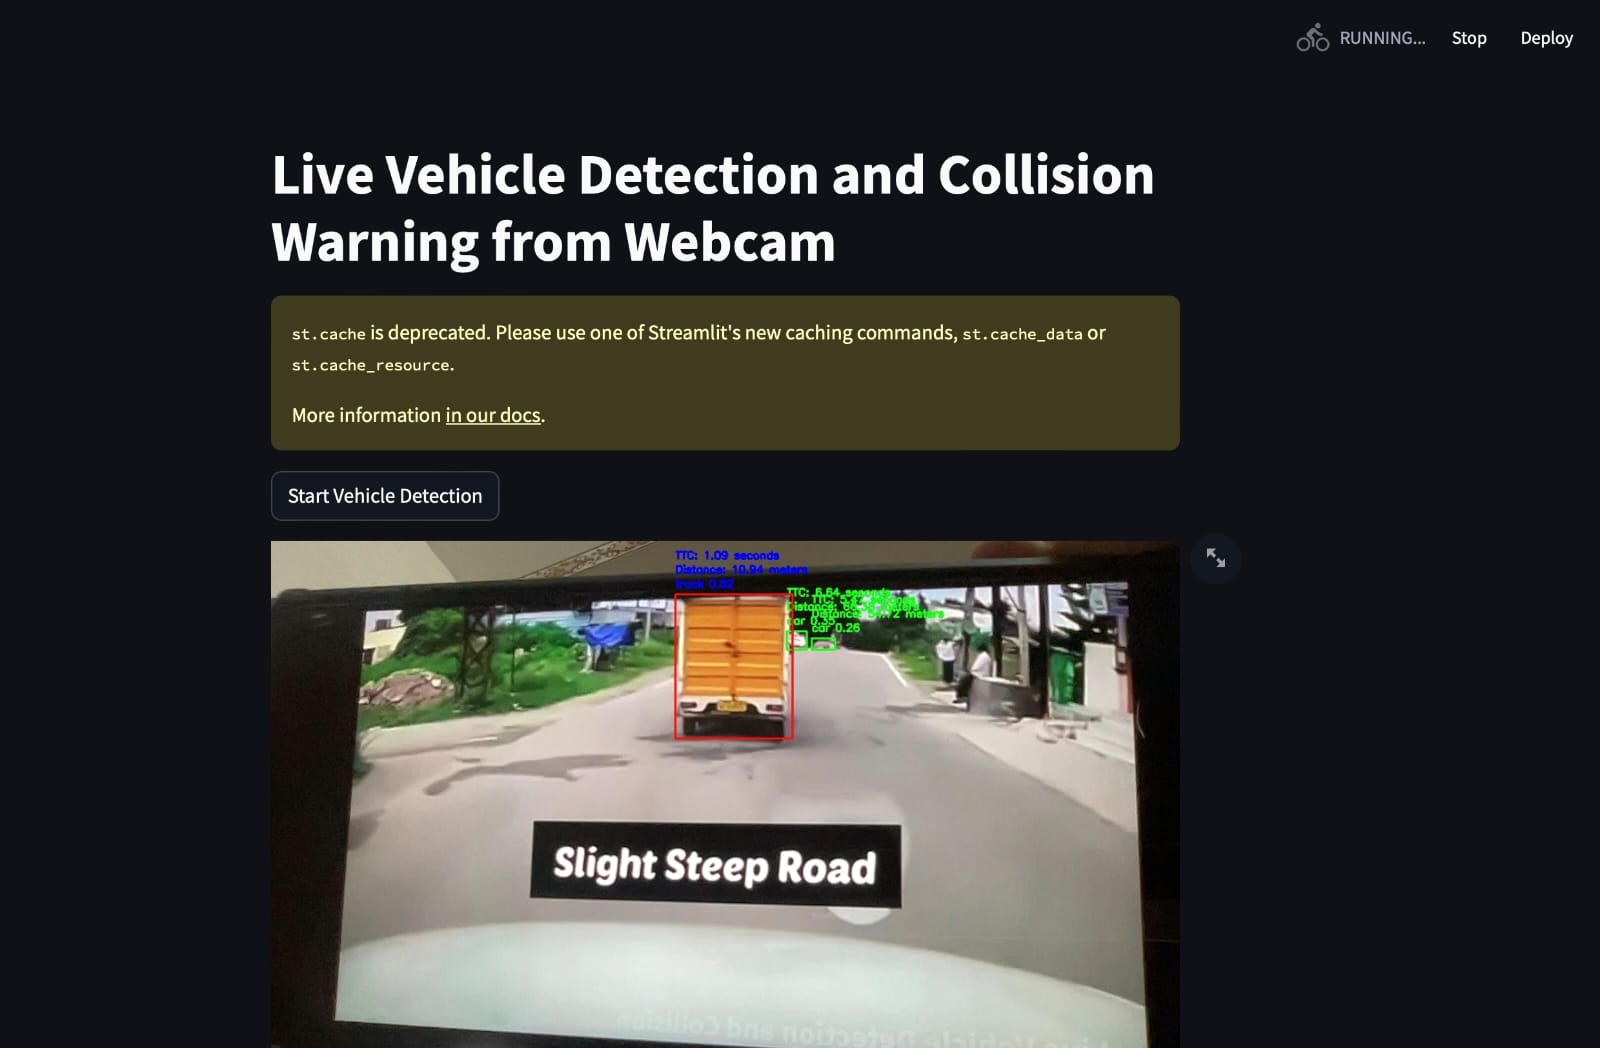 RUNNING...
Stop
Deploy
Live Vehicle Detection and Collision
Warning from Webcam
st.cache is deprecated. Please use one of Streamlit's new caching commands, st.cache_data or
st.cache_resource.
More information in our docs.
Start Vehicle Detection
TTC: 1.09 seconds
Distance: 10.94 meters
truck
TTC: 6.64 seconds
Distance:
car 0.35
Distance: meters
car 0.26
Slight Steep Road